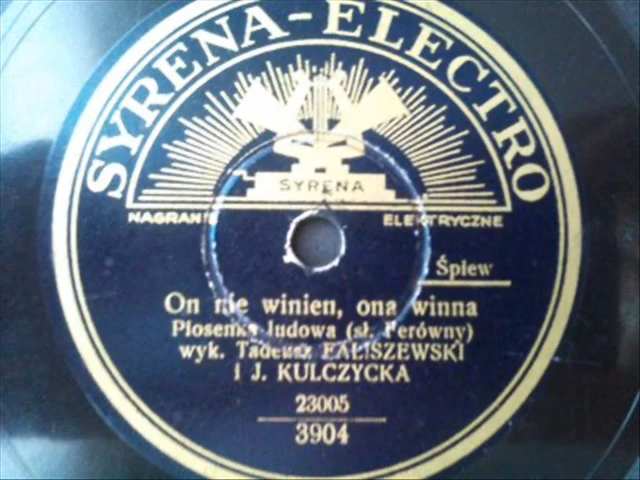 SYRENA-ELECTRO
SYRENA
NAGRANIE ELEKTRYCZNE
Śpiew
On nie winien, ona winna
Piosenka ludowa (sł. Ferówny)
wyk. Tadeusz FALISZEWSKI
i J. KULCZYCKA
23005
3904